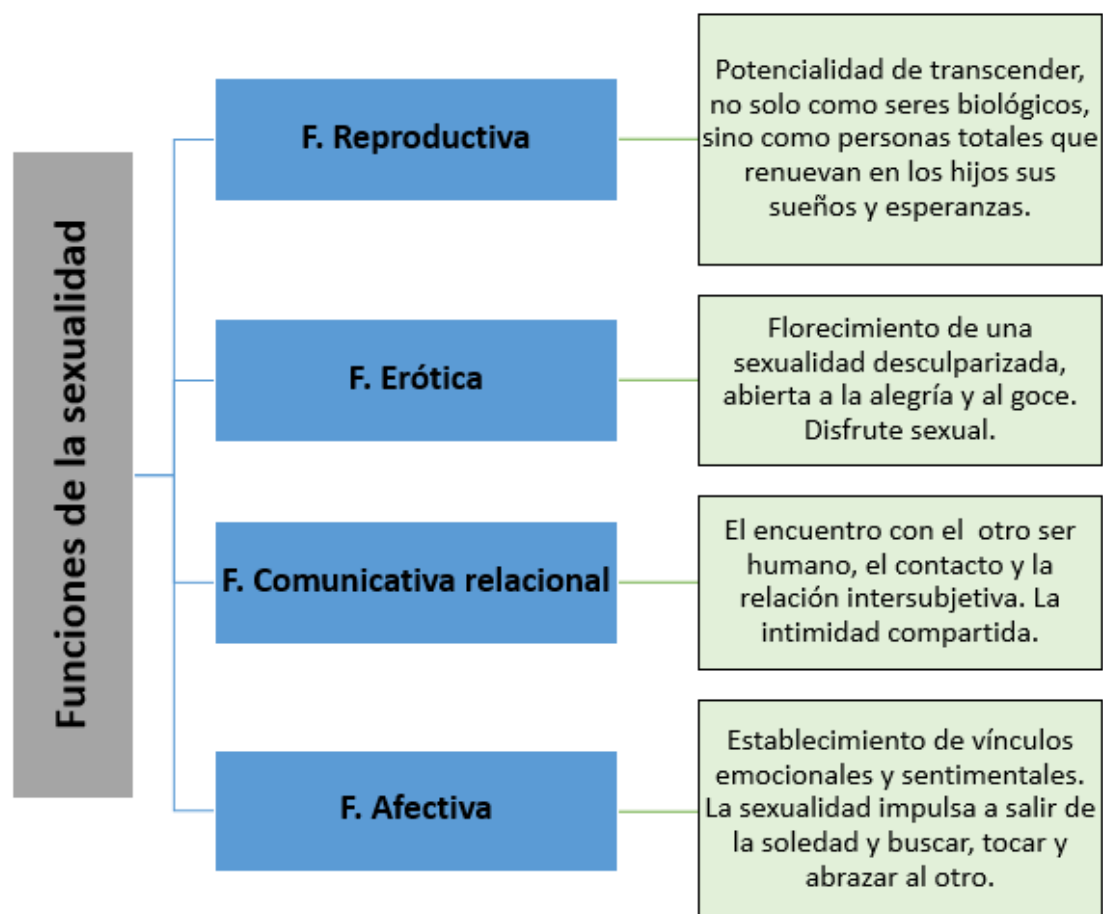 Funciones de la sexualidad
F. Reproductiva
Potencialidad de transcender,
no solo como seres biológicos,
sino como personas totales que
renuevan en los hijos sus
sueños y esperanzas.
F. Erótica
Florecimiento de una
sexualidad desculparizada,
abierta a la alegría y al goce.
Disfrute sexual.
F. Comunicativa relacional
El encuentro con el otro ser
humano, el contacto y la
relación intersubjetiva. La
intimidad compartida.
F. Afectiva
Establecimiento de vínculos
emocionales y sentimentales.
La sexualidad impulsa a salir de
la soledad y buscar, tocar y
abrazar al otro.